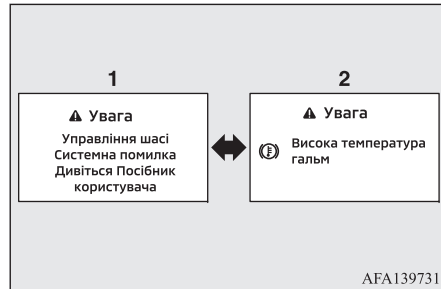 1
2
Увага
Управління шасі
Системна помилка
Дивіться Посібник
користувача
Увага
Висока температура
гальм
AFA139731